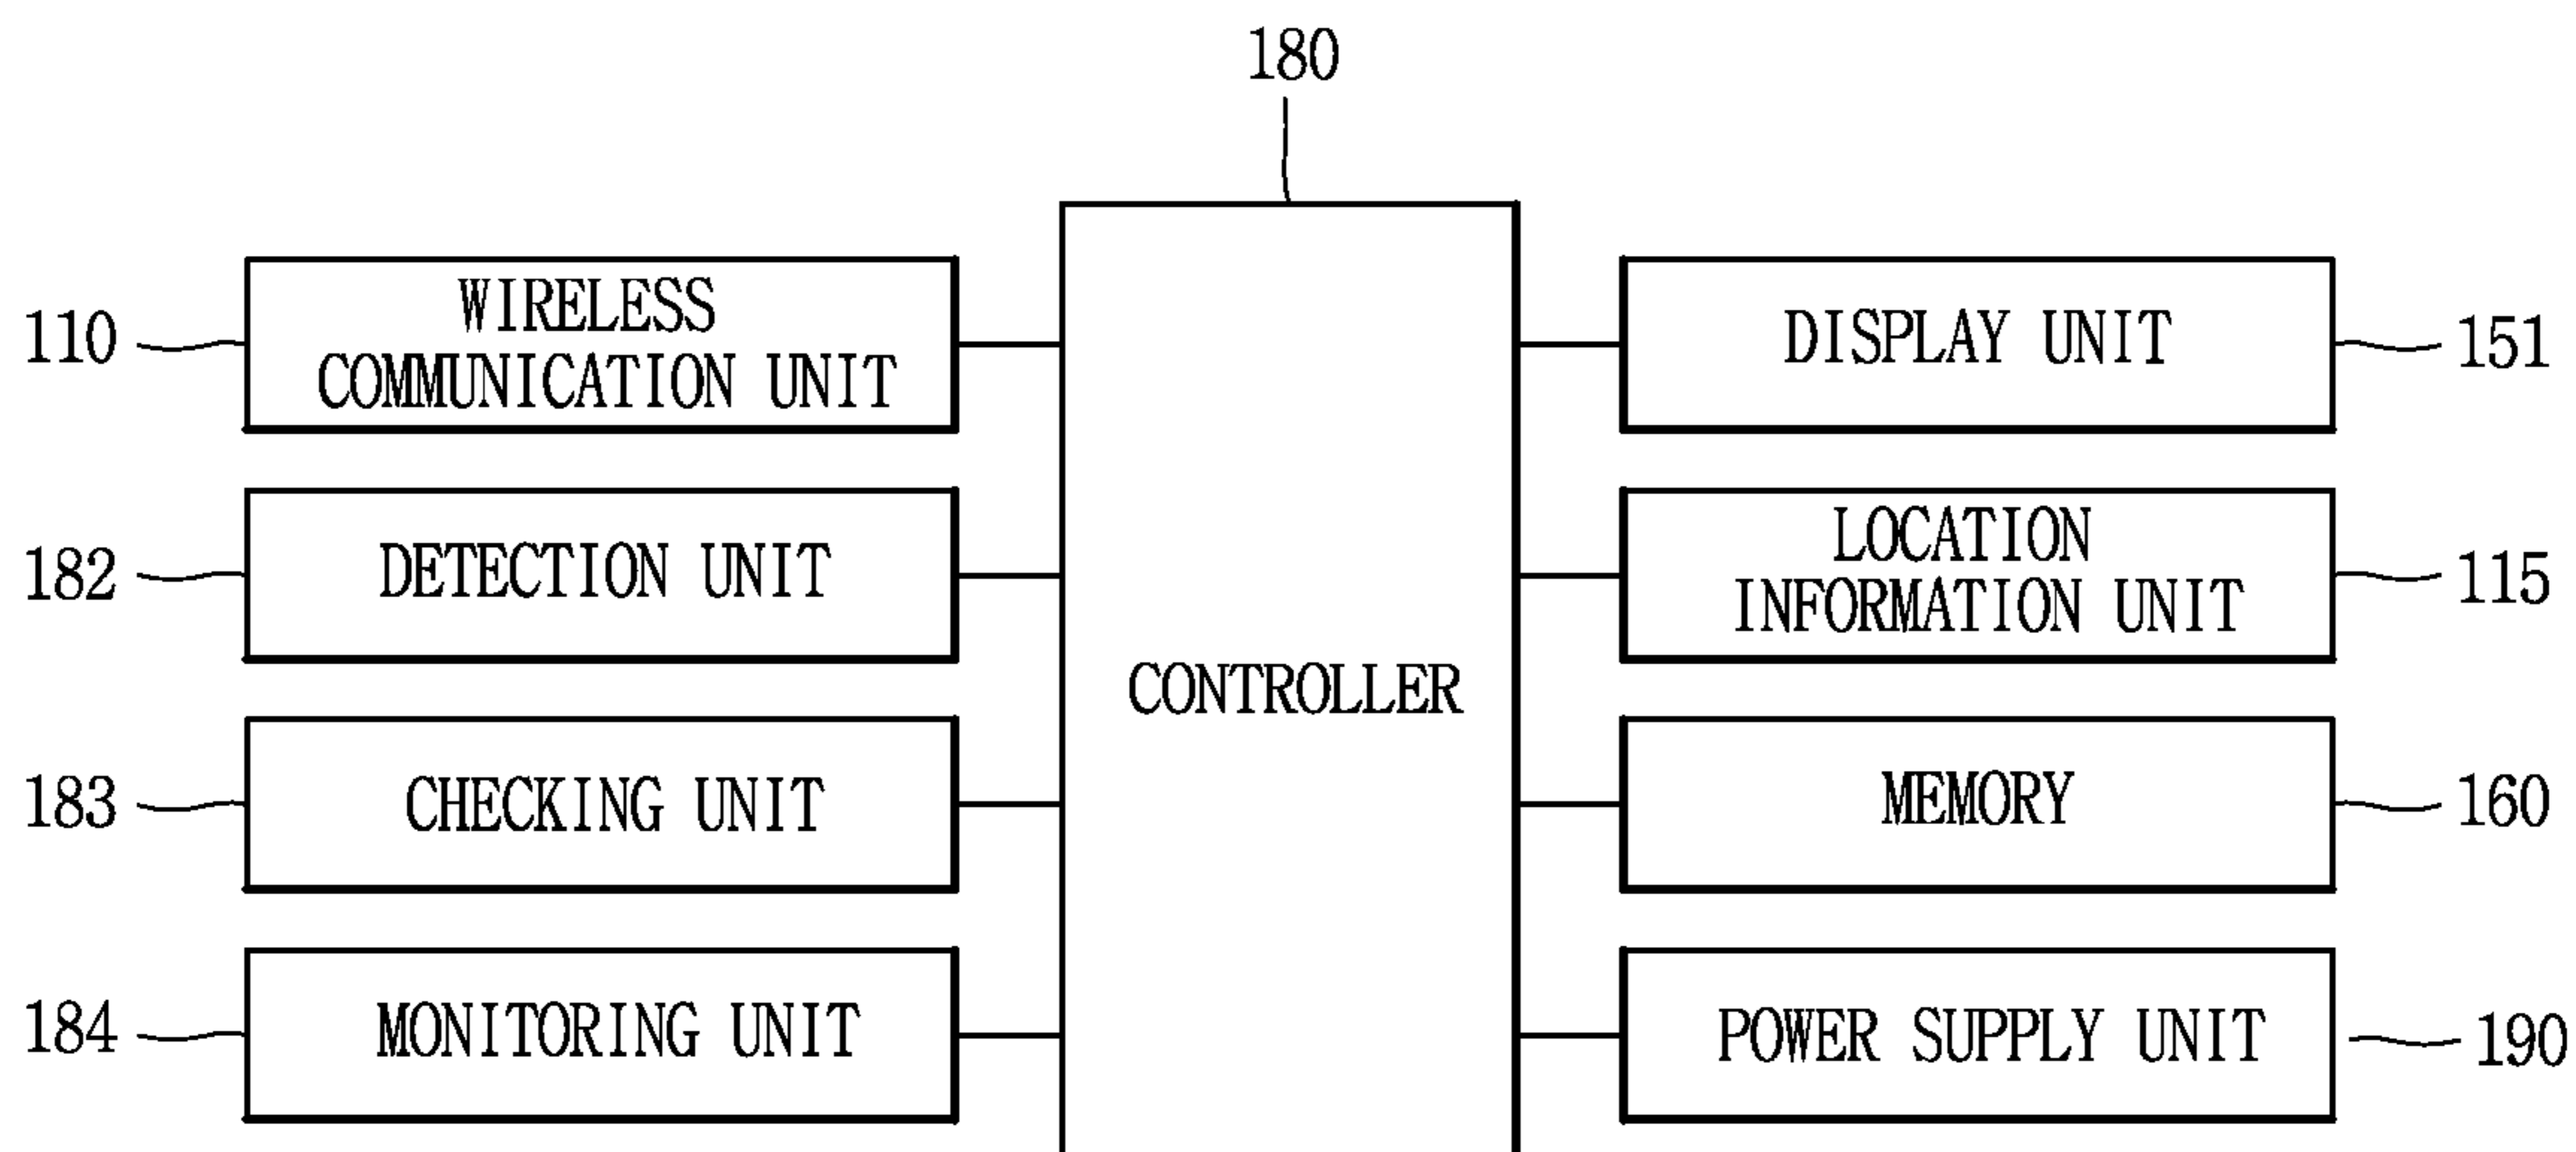 180
110
WIRELESS
COMMUNICATION UNIT
DISPLAY UNIT
151
182
DETECTION UNIT
LOCATION
INFORMATION UNIT
115
CONTROLLER
183
CHECKING UNIT
MEMORY
160
184
MONITORING UNIT
POWER SUPPLY UNIT
190